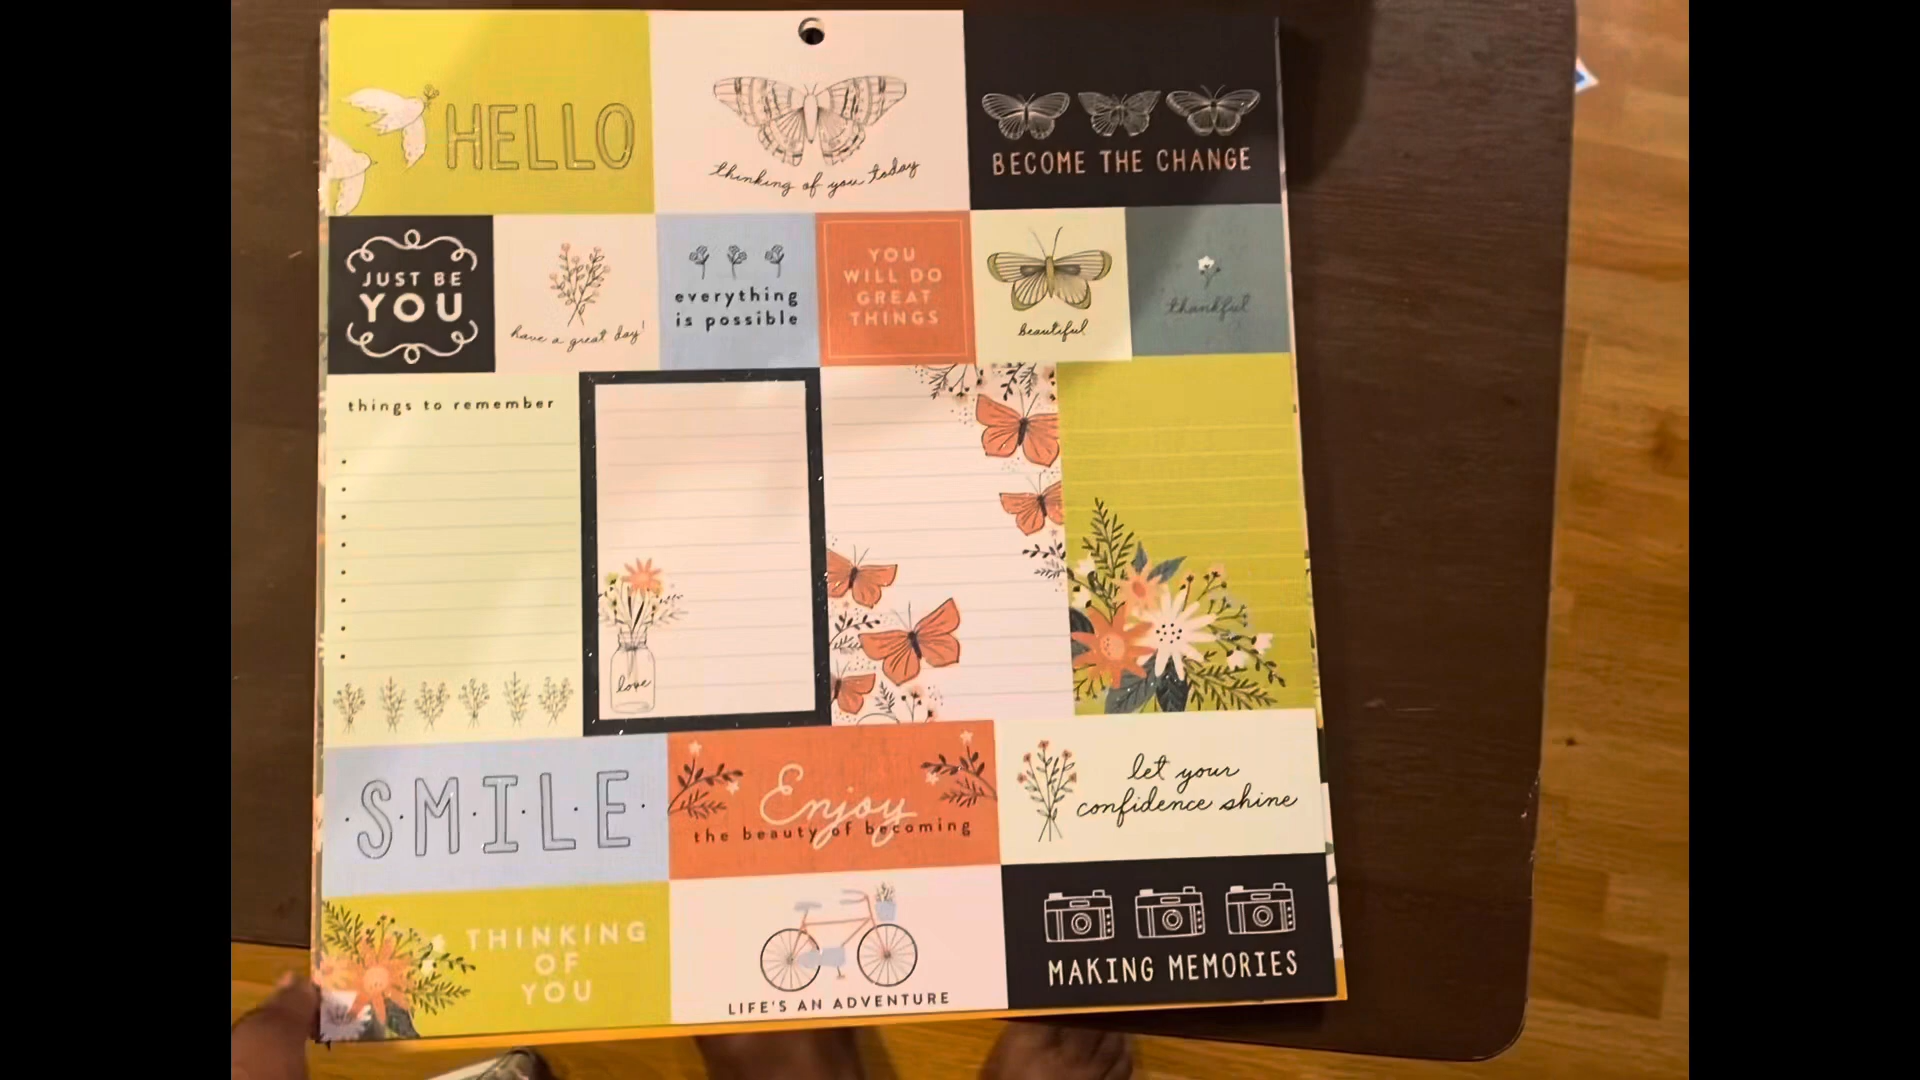 HELLO
thinking of you today
BECOME THE CHANGE
JUST BE
YOU
have a great day!
everything
is possible
YOU
WILL DO
GREAT
THINGS
beautiful
thankful
things to remember
love
S·M·I·L·E·
Enjoy
the beauty of becoming
let your
confidence shine
THINKING
OF
YOU
LIFE'S AN ADVENTURE
MAKING MEMORIES